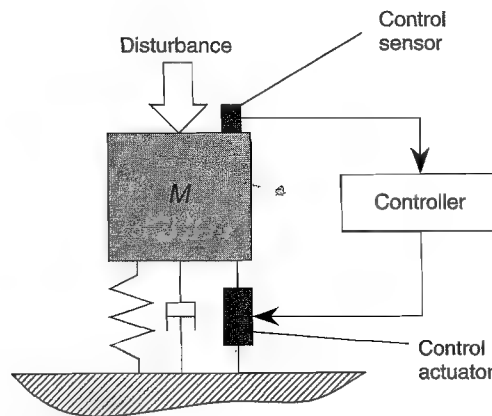 Control
sensor
Disturbance
M
Controller
Control
actuator